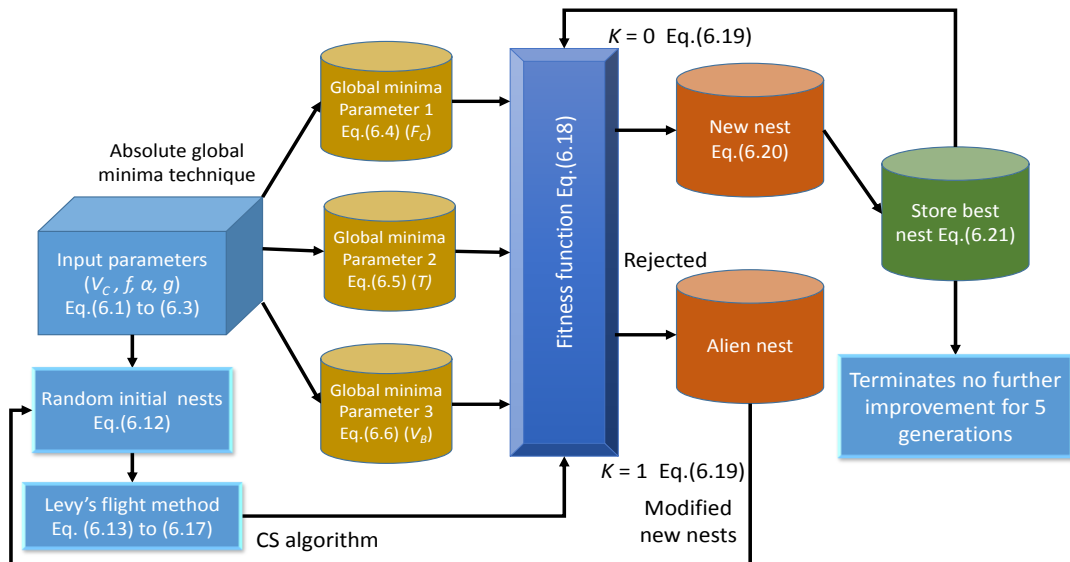 Absolute global
minima technique
Input parameters
(V_C , f, α, g)
Eq.(6.1) to (6.3)
Random initial nests
Eq.(6.12)
Levy's flight method
Eq. (6.13) to (6.17)
CS algorithm
Global minima
Parameter 1
Eq.(6.4) (F_C)
Global minima
Parameter 2
Eq.(6.5) (T)
Global minima
Parameter 3
Eq.(6.6) (V_B)
Fitness function Eq.(6.18)
K = 0 Eq.(6.19)
New nest
Eq.(6.20)
Rejected
Alien nest
K = 1 Eq.(6.19)
Modified
new nests
Store best
nest Eq.(6.21)
Terminates no further
improvement for 5
generations